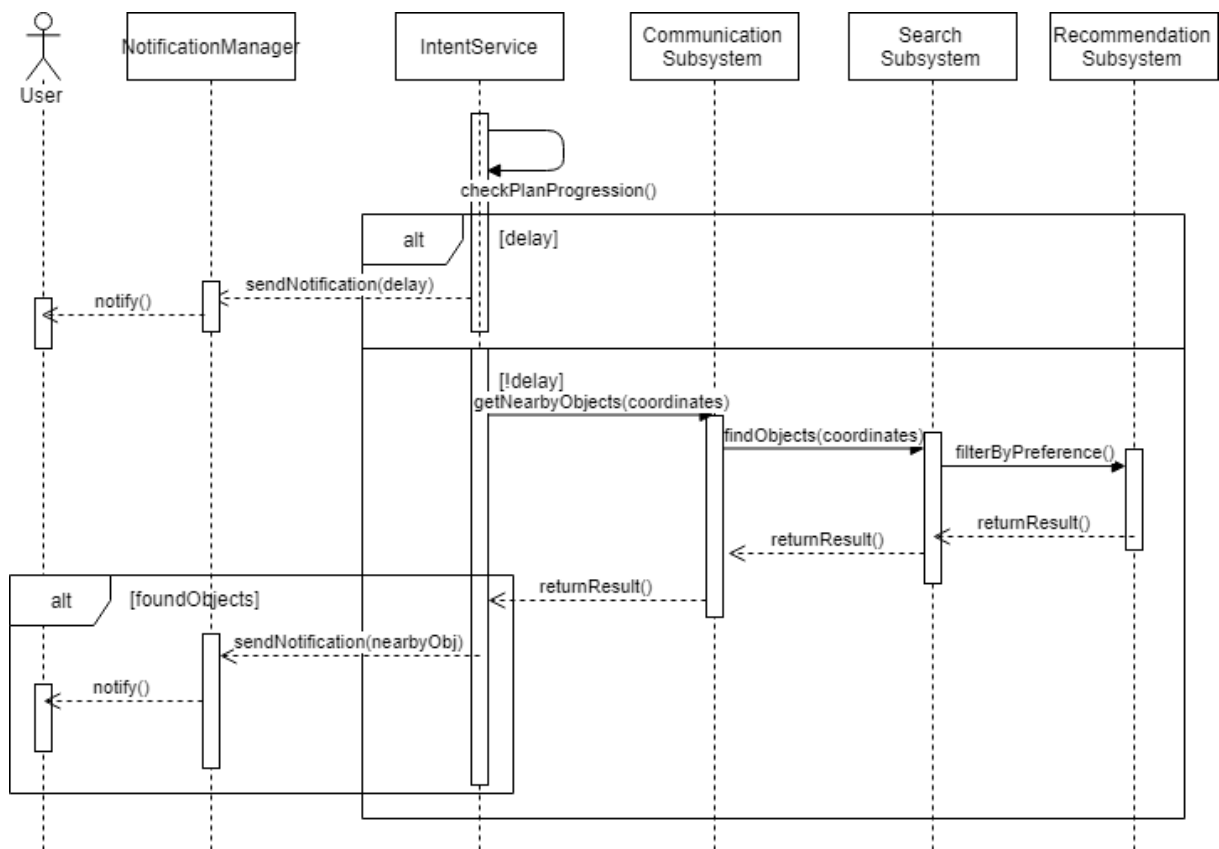 User
NotificationManager
IntentService
Communication
Subsystem
Search
Subsystem
Recommendation
Subsystem
checkPlanProgression()
alt
[delay]
sendNotification(delay)
notify()
[!delay]
getNearbyObjects(coordinates)
findObjects(coordinates)
filterByPreference()
returnResult()
returnResult()
returnResult()
alt
[foundObjects]
sendNotification(nearbyObj)
notify()